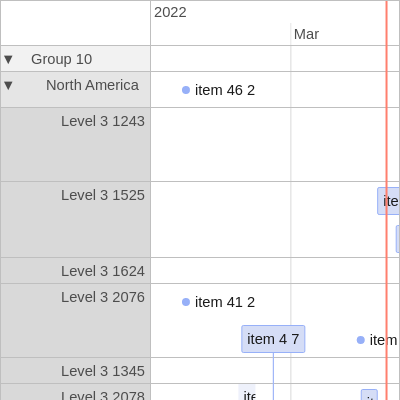 2022
Mar
▼ Group 10
▼ North America
item 46 2
Level 3 1243
Level 3 1525
ite
Level 3 1624
Level 3 2076
item 41 2
item 4 7
item
Level 3 1345
Level 3 2078
ite